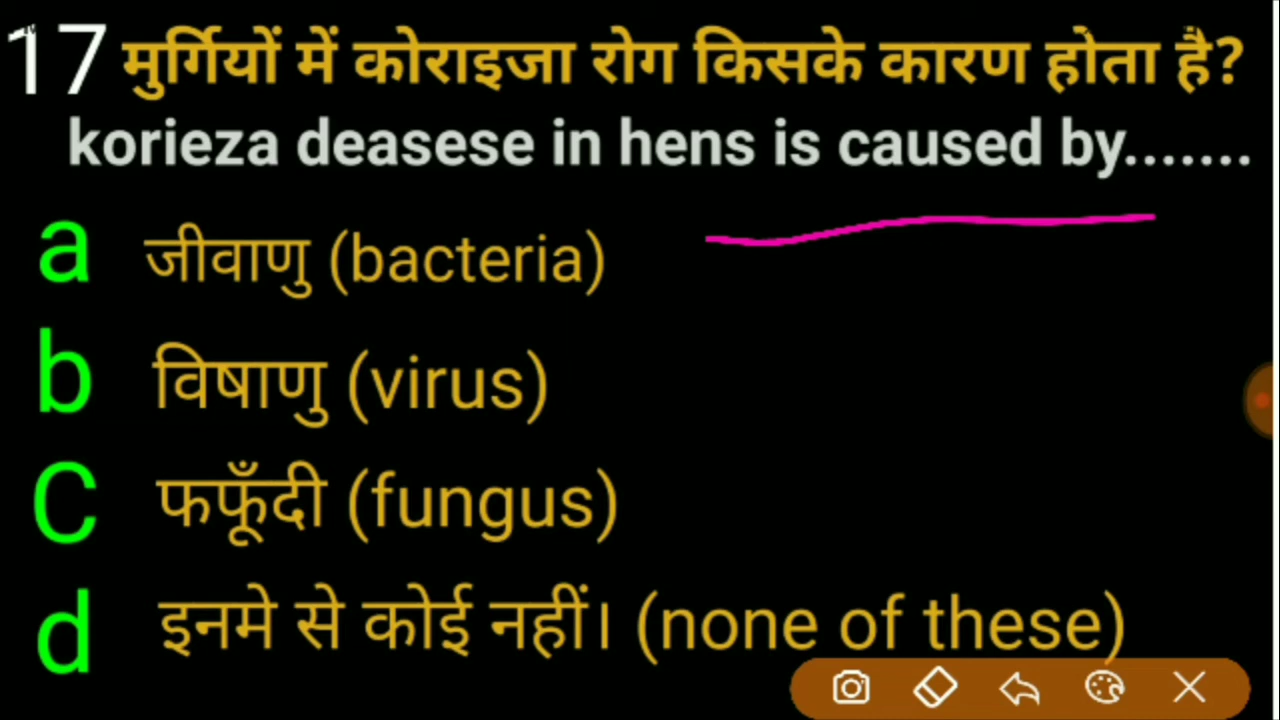 17 मुर्गियों में कोराइजा रोग किसके कारण होता है?
korieza deasese in hens is caused by.......
a जीवाणु (bacteria)
b विषाणु (virus)
C फफूँदी (fungus)
d इनमे से कोई नहीं। (none of these)